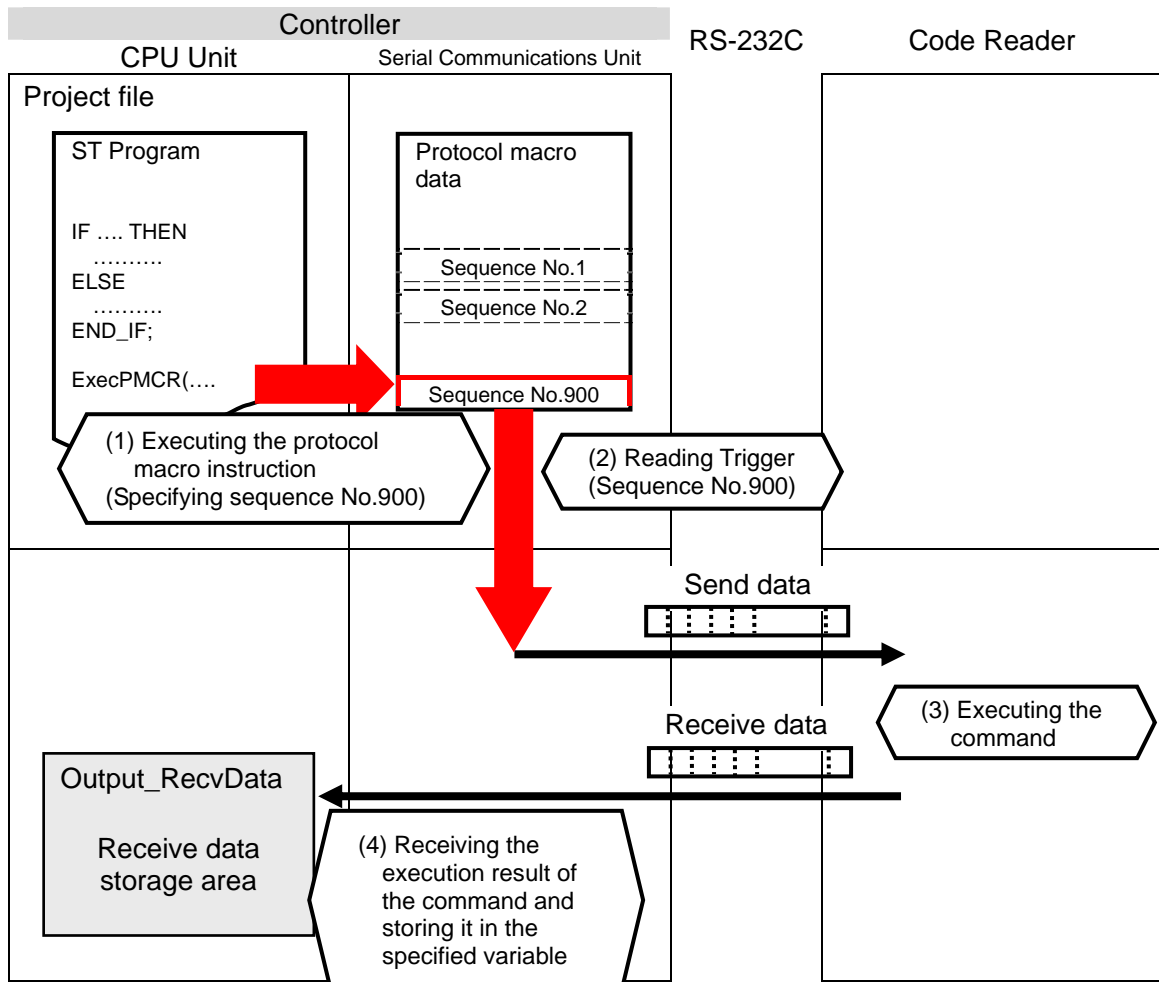 Controller
CPU Unit
Serial Communications Unit
RS-232C
Code Reader
Project file
ST Program
IF …. THEN
……….
ELSE
……….
END_IF;
ExecPMCR(….
Protocol macro
data
Sequence No.1
Sequence No.2
Sequence No.900
(1) Executing the protocol
macro instruction
(Specifying sequence No.900)
(2) Reading Trigger
(Sequence No.900)
Send data
(3) Executing the
command
Receive data
Output_RecvData
Receive data
storage area
(4) Receiving the
execution result of
the command and
storing it in the
specified variable